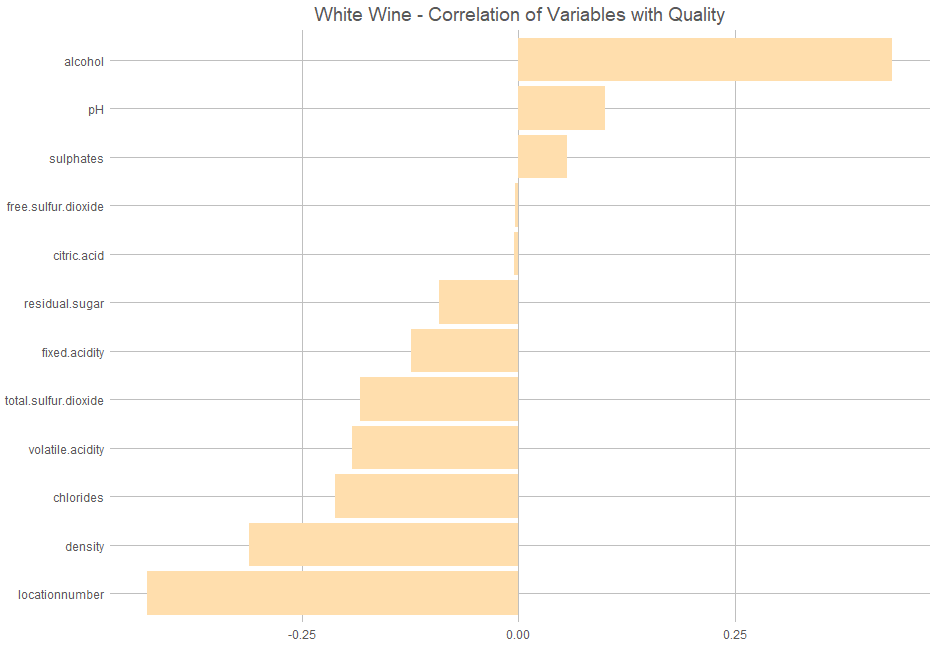 White Wine - Correlation of Variables with Quality
alcohol
pH
sulphates
free.sulfur.dioxide
citric.acid
residual.sugar
fixed.acidity
total.sulfur.dioxide
volatile.acidity
chlorides
density
locationnumber
-0.25 0.00 0.25